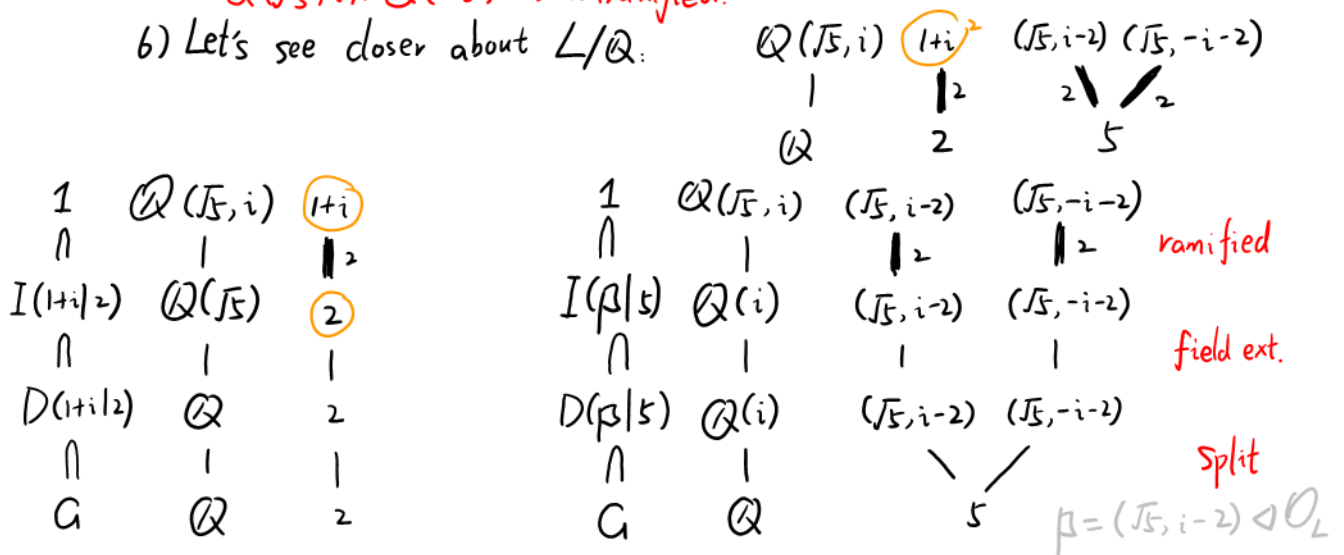 6) Let's see closer about L/Q:
Q(√5, i) 1+i ² (√5, i-2) (√5, -i-2)
2 2 2
Q 2 5
1 Q(√5, i) 1+i 1 Q(√5, i) (√5, i-2) (√5, -i-2)
∩ 2 ∩ 2 2 ramified
I(1+i|2) Q(√5) 2 I(β|5) Q(i) (√5, i-2) (√5, -i-2)
∩ ∩ field ext.
D(1+i|2) Q 2 D(β|5) Q(i) (√5, i-2) (√5, -i-2)
∩ ∩ split
G Q 2 G Q 5
β = (√5, i-2) ◁ O_L